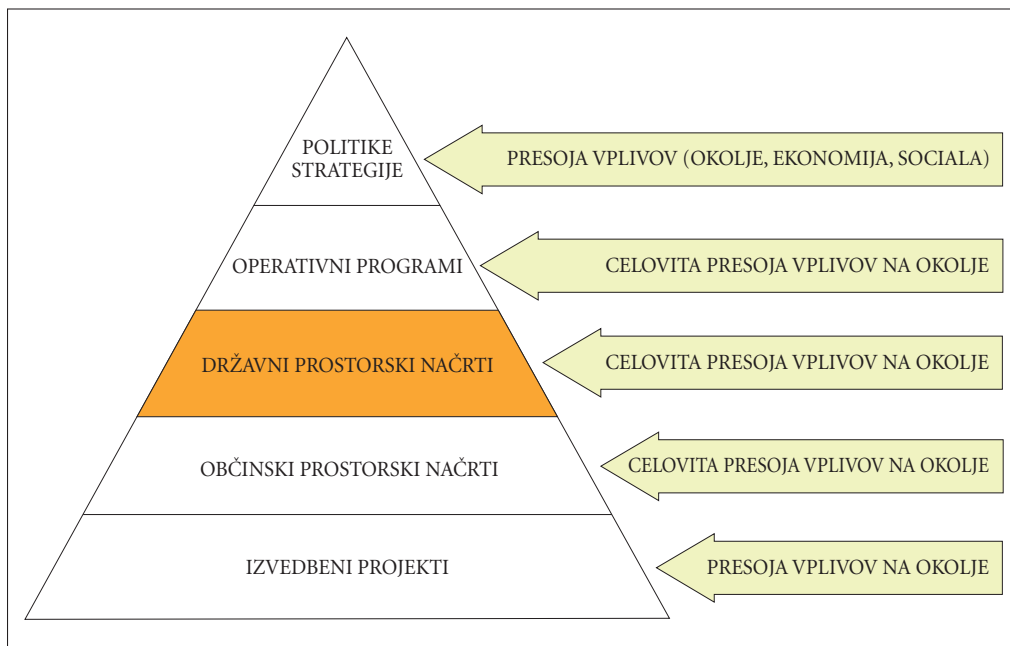 POLITIKE
STRATEGIJE
PRESOJA VPLIVOV (OKOLJE, EKONOMIJA, SOCIALA)
OPERATIVNI PROGRAMI
CELOVITA PRESOJA VPLIVOV NA OKOLJE
DRŽAVNI PROSTORSKI NAČRTI
CELOVITA PRESOJA VPLIVOV NA OKOLJE
OBČINSKI PROSTORSKI NAČRTI
CELOVITA PRESOJA VPLIVOV NA OKOLJE
IZVEDBENI PROJEKTI
PRESOJA VPLIVOV NA OKOLJE